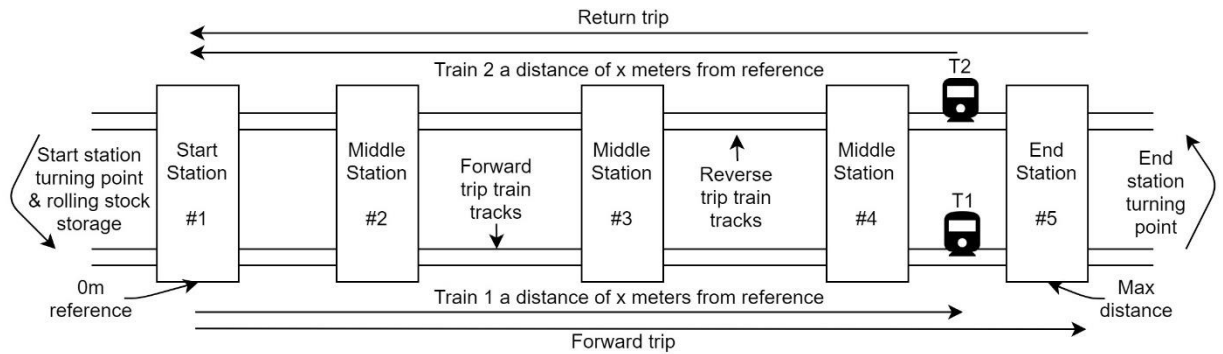 Return trip
Train 2 a distance of x meters from reference
T2
Start station
turning point
& rolling stock
storage
Start
Station
#1
Middle
Station
#2
Forward
trip train
tracks
Middle
Station
#3
Reverse
trip train
tracks
Middle
Station
#4
T1
End
Station
#5
End
station
turning
point
0m
reference
Train 1 a distance of x meters from reference
Max
distance
Forward trip